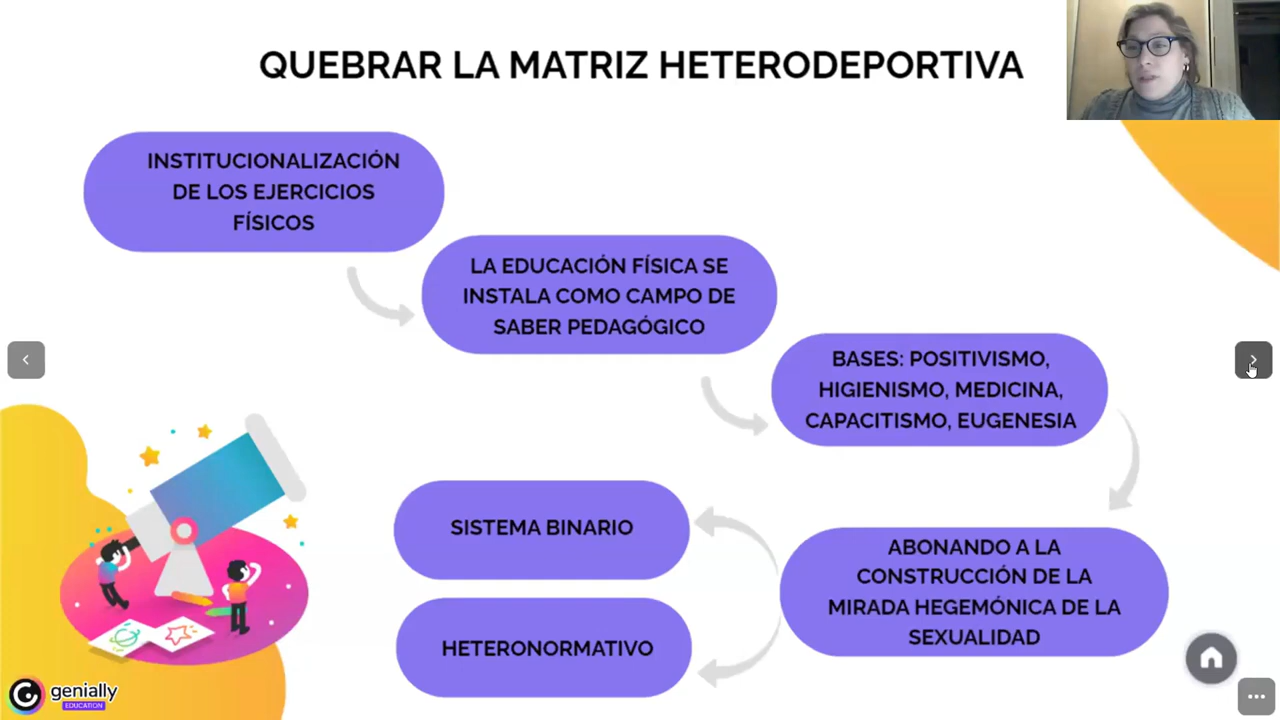 QUEBRAR LA MATRIZ HETERODEPORTIVA
INSTITUCIONALIZACIÓN
DE LOS EJERCICIOS
FÍSICOS
LA EDUCACIÓN FÍSICA SE
INSTALA COMO CAMPO DE
SABER PEDAGÓGICO
BASES: POSITIVISMO,
HIGIENISMO, MEDICINA,
CAPACITISMO, EUGENESIA
ABONANDO A LA
CONSTRUCCIÓN DE LA
MIRADA HEGEMÓNICA DE LA
SEXUALIDAD
SISTEMA BINARIO
HETERONORMATIVO
genially
EDUCATION